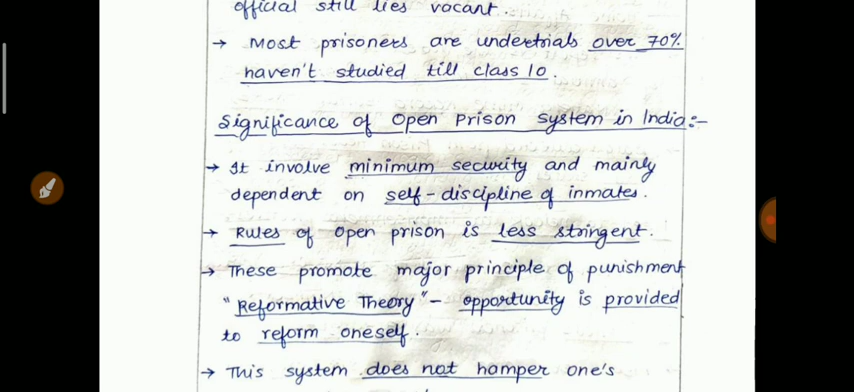 official still lies vacant.
→ Most prisoners are undertrials over 70%
haven't studied till class 10.
Significance of Open Prison System in India:-
→ It involve minimum security and mainly
dependent on self-discipline of inmates.
→ Rules of open prison is less stringent.
→ These promote major principle of punishment
"Reformative Theory" - opportunity is provided
to reform oneself.
→ This system does not hamper one's